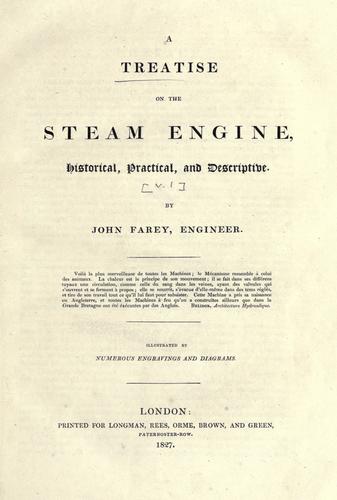 A
TREATISE
ON THE
STEAM ENGINE,
Historical, Practical, and Descriptive.
[v. 1]
BY
JOHN FAREY, ENGINEER.
Voilà la plus merveilleuse de toutes les Machines; le Mécanisme ressemble à celui
des animaux. La chaleur est le principe de son mouvement; il se fait dans ses différens
tuyaux une circulation, comme celle du sang dans les veines, ayant des valvules qui
s'ouvrent et se ferment à propos; elle se nourrit, s'évacue d'elle-même dans des tems réglés,
et tire de son travail tout ce qu'il lui faut pour subsister. Cette Machine a pris sa naissance
en Angleterre, et toutes les Machines à feu qu'on a construites ailleurs que dans la
Grande Bretagne ont été exécutées par des Anglais. BELIDOR, Architecture Hydraulique.
ILLUSTRATED BY
NUMEROUS ENGRAVINGS AND DIAGRAMS.
LONDON:
PRINTED FOR LONGMAN, REES, ORME, BROWN, AND GREEN,
PATERNOSTER-ROW.
1827.